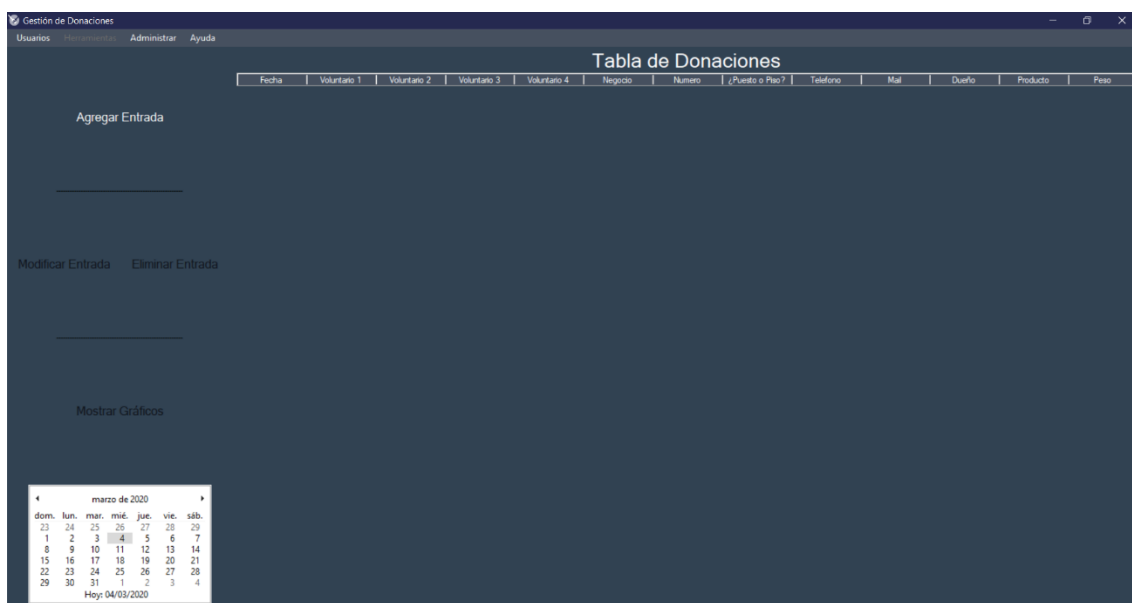 Gestión de Donaciones
Usuarios Herramientas Administrar Ayuda
Tabla de Donaciones
Fecha Voluntario 1 Voluntario 2 Voluntario 3 Voluntario 4 Negocio Numero ¿Puesto o Piso? Telefono Mail Dueño Producto Peso
Agregar Entrada
Modificar Entrada Eliminar Entrada
Mostrar Gráficos
marzo de 2020
dom. lun. mar. mié. jue. vie. sáb.
23 24 25 26 27 28 29
1 2 3 4 5 6 7
8 9 10 11 12 13 14
15 16 17 18 19 20 21
22 23 24 25 26 27 28
29 30 31 1 2 3 4
Hoy: 04/03/2020